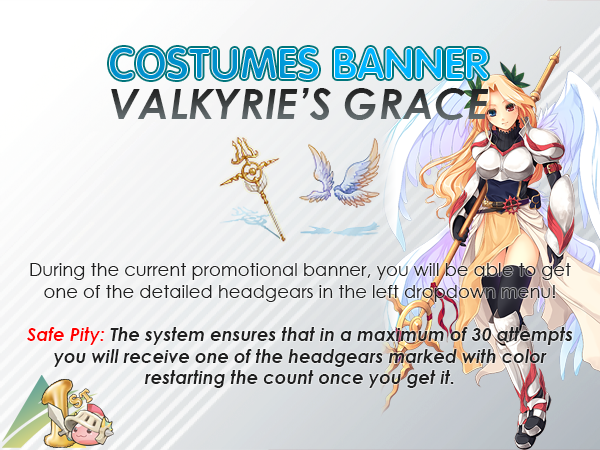 COSTUMES BANNER
VALKYRIE'S GRACE
During the current promotional banner, you will be able to get
one of the detailed headgears in the left dropdown menu!
Safe Pity: The system ensures that in a maximum of 30 attempts
you will receive one of the headgears marked with color
restarting the count once you get it.
1ST